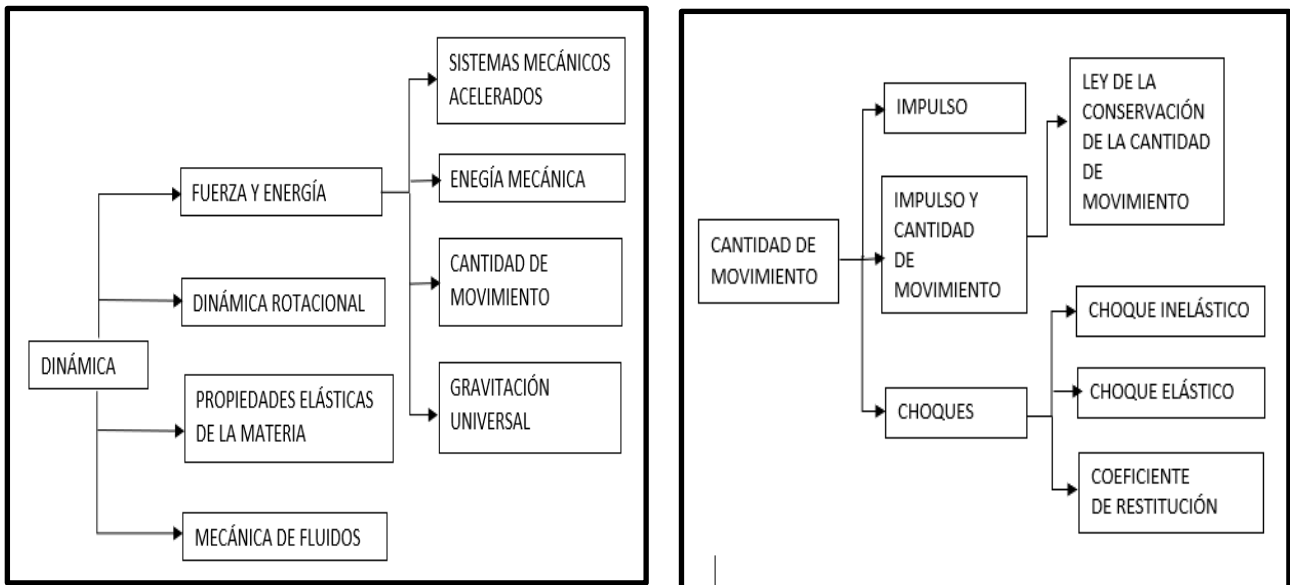 DINÁMICA
FUERZA Y ENERGÍA
DINÁMICA ROTACIONAL
PROPIEDADES ELÁSTICAS
DE LA MATERIA
MECÁNICA DE FLUIDOS
SISTEMAS MECÁNICOS
ACELERADOS
ENEGÍA MECÁNICA
CANTIDAD DE
MOVIMIENTO
GRAVITACIÓN
UNIVERSAL
CANTIDAD DE
MOVIMIENTO
IMPULSO
IMPULSO Y
CANTIDAD
DE
MOVIMIENTO
CHOQUES
LEY DE LA
CONSERVACIÓN
DE LA CANTIDAD
DE
MOVIMIENTO
CHOQUE INELÁSTICO
CHOQUE ELÁSTICO
COEFICIENTE
DE RESTITUCIÓN